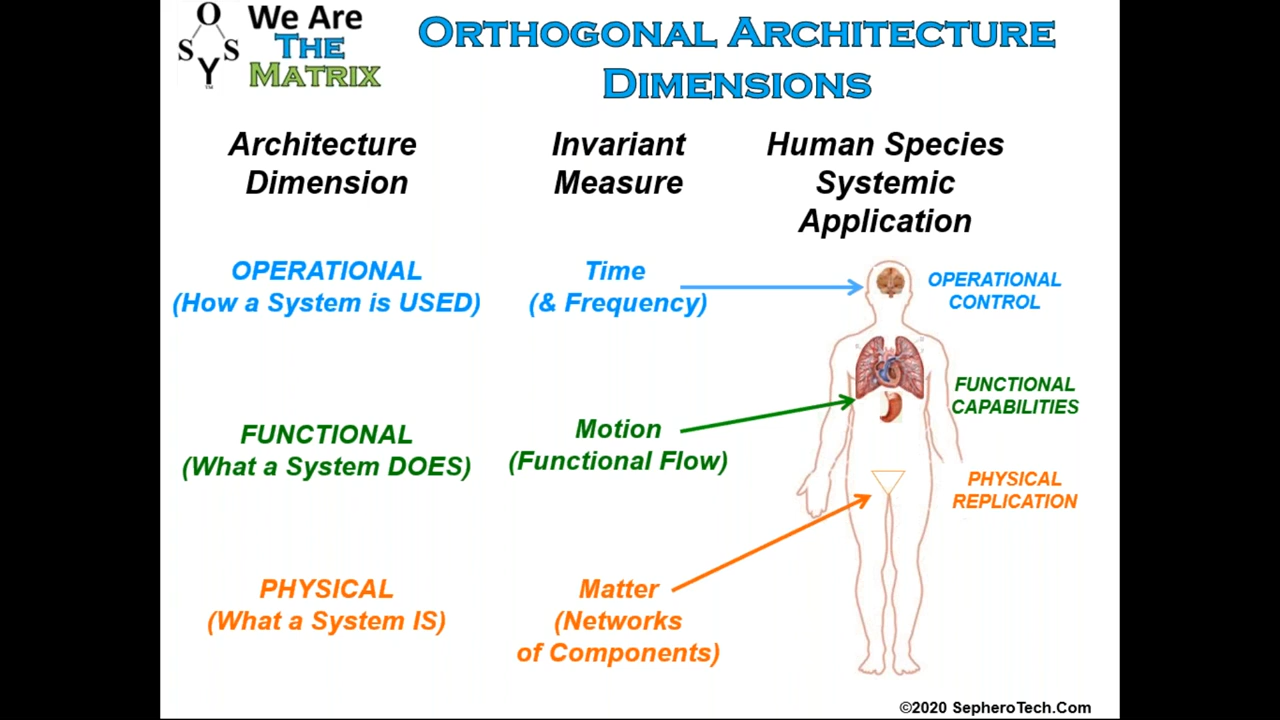 O
S S
Y
™
We Are
THE
MATRIX
ORTHOGONAL ARCHITECTURE
DIMENSIONS
Architecture
Dimension
Invariant
Measure
Human Species
Systemic
Application
OPERATIONAL
(How a System is USED)
Time
(& Frequency)
OPERATIONAL
CONTROL
FUNCTIONAL
(What a System DOES)
Motion
(Functional Flow)
FUNCTIONAL
CAPABILITIES
PHYSICAL
(What a System IS)
Matter
(Networks
of Components)
PHYSICAL
REPLICATION
©2020 SepheroTech.Com